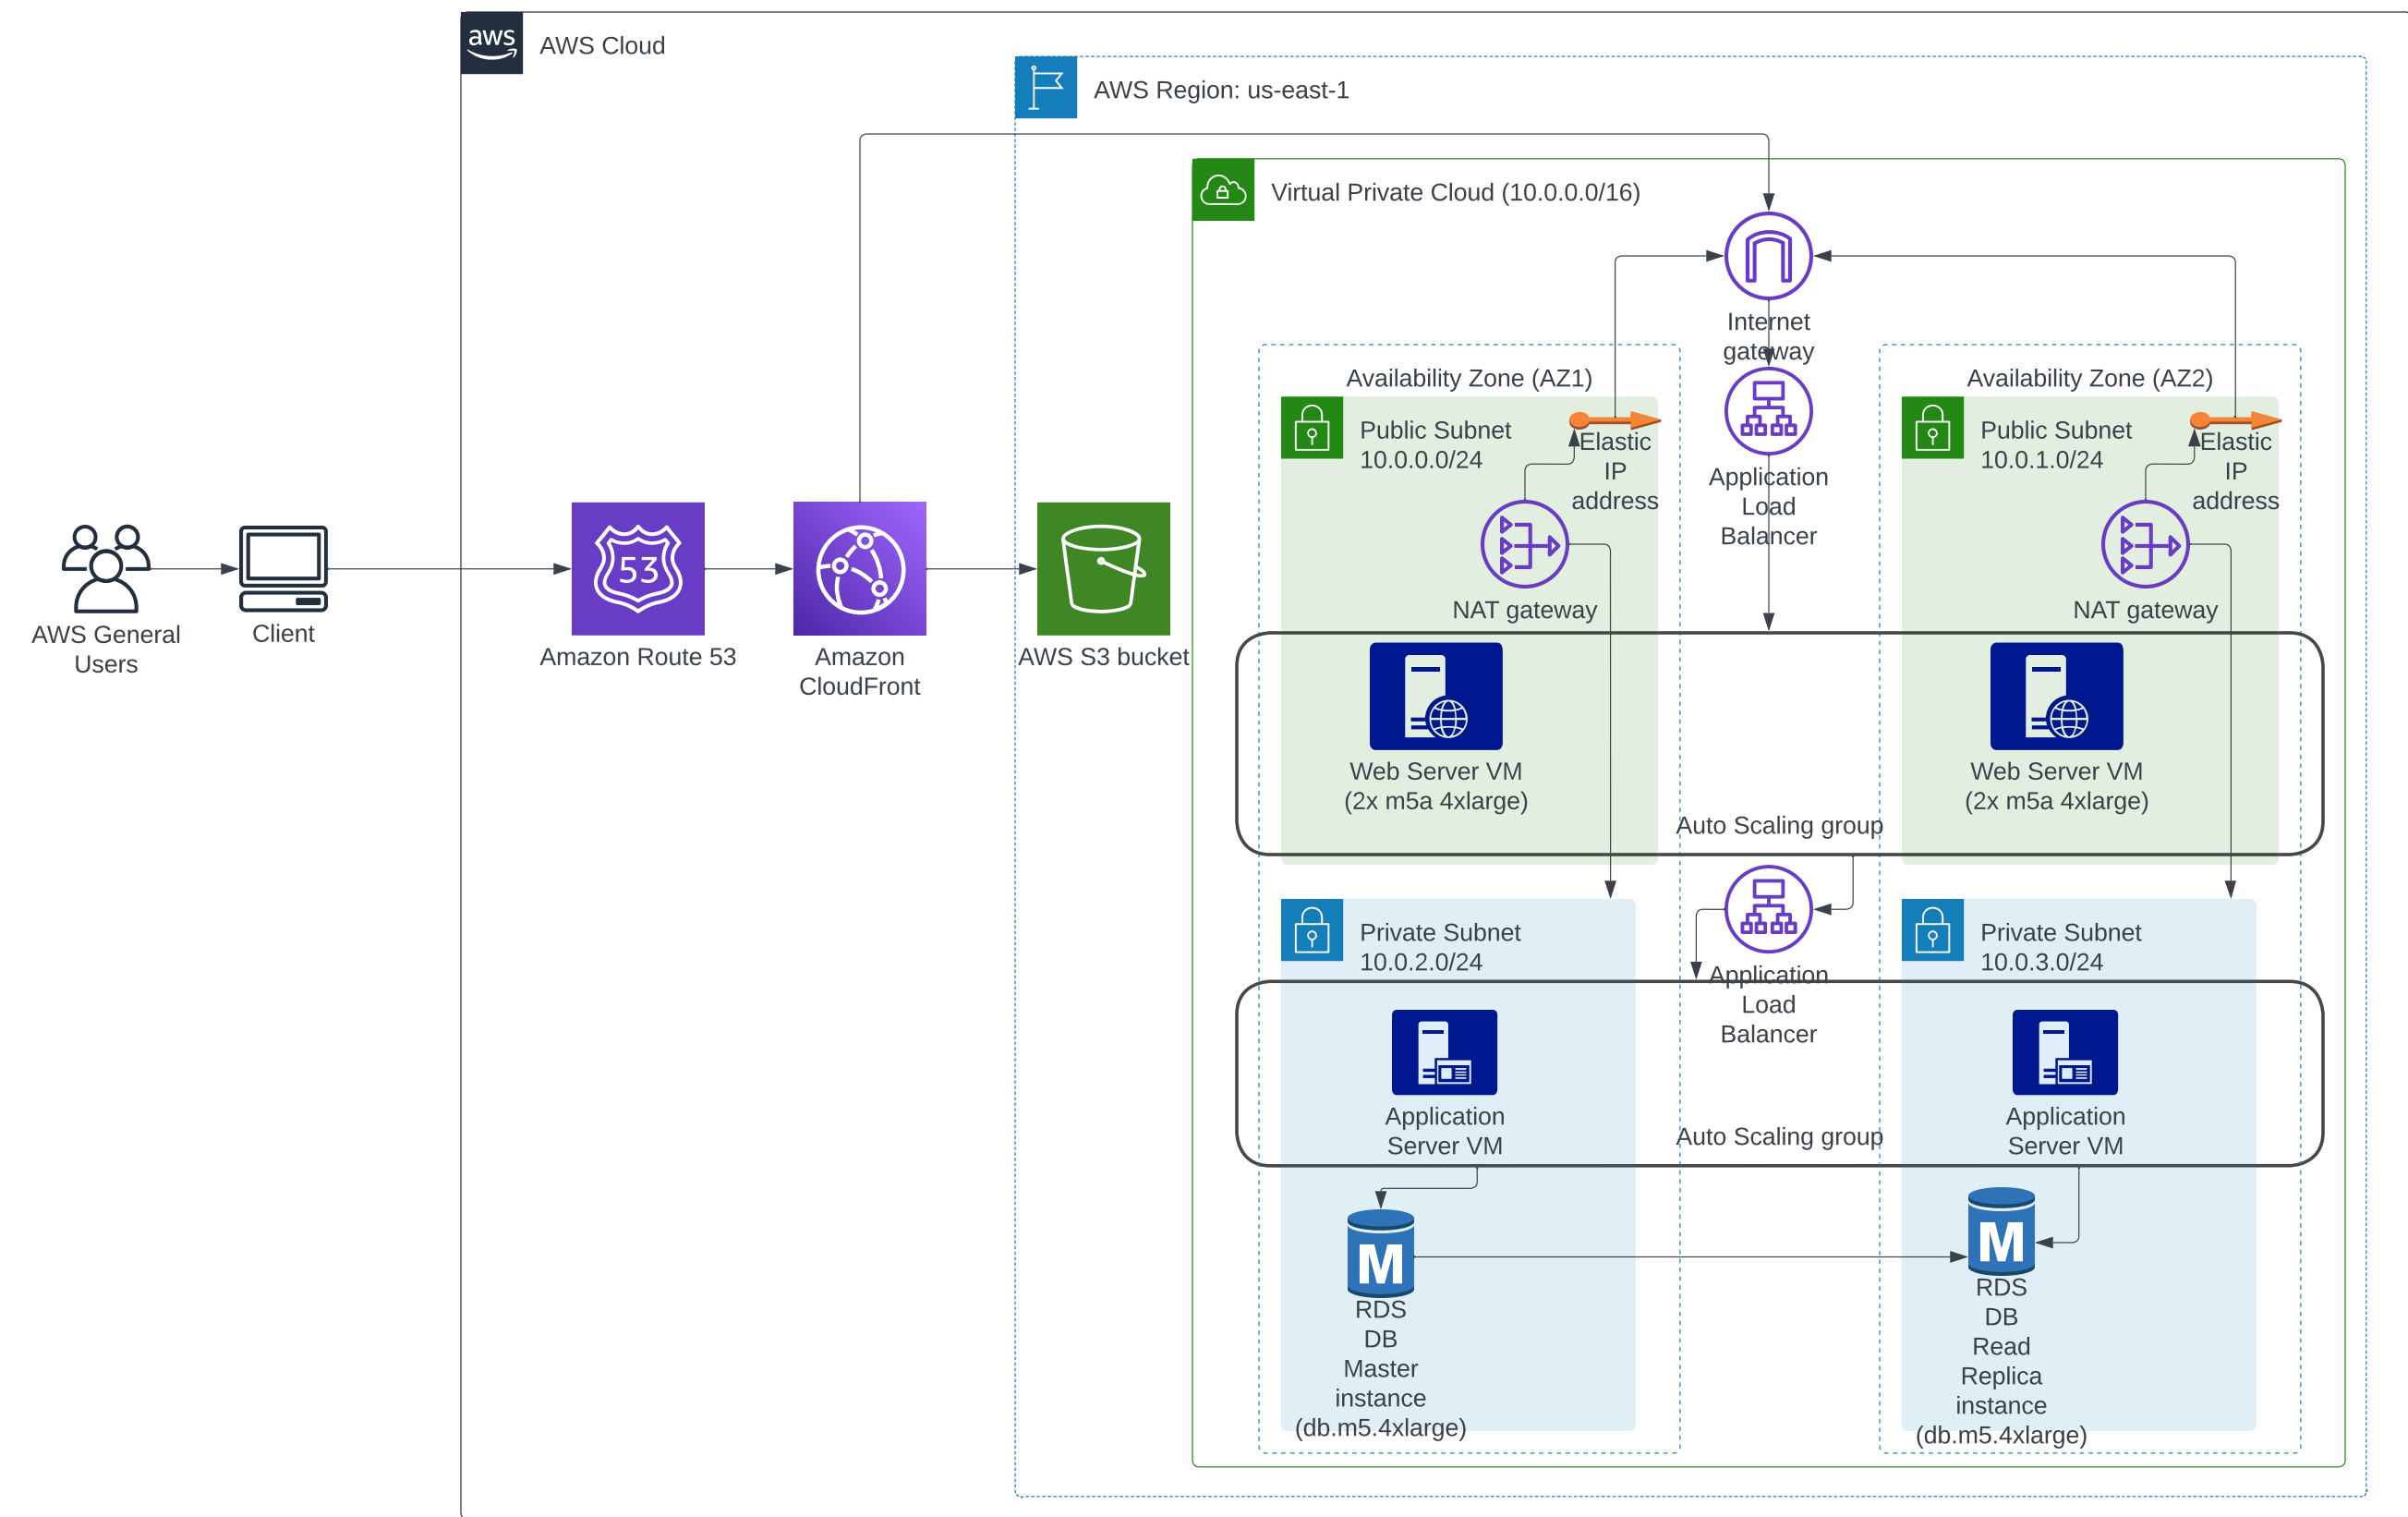 aws
AWS Cloud
AWS Region: us-east-1
Virtual Private Cloud (10.0.0.0/16)
Internet
gateway
Availability Zone (AZ1)
Availability Zone (AZ2)
Public Subnet
10.0.0.0/24
Elastic
IP
address
Application
Load
Balancer
Public Subnet
10.0.1.0/24
Elastic
IP
address
NAT gateway
NAT gateway
53
AWS General
Users
Client
Amazon Route 53
Amazon
CloudFront
AWS S3 bucket
Web Server VM
(2x m5a 4xlarge)
Web Server VM
(2x m5a 4xlarge)
Auto Scaling group
Private Subnet
10.0.2.0/24
Application
Load
Balancer
Private Subnet
10.0.3.0/24
Application
Server VM
Auto Scaling group
Application
Server VM
M
RDS
DB
Master
instance
(db.m5.4xlarge)
M
RDS
DB
Read
Replica
instance
(db.m5.4xlarge)